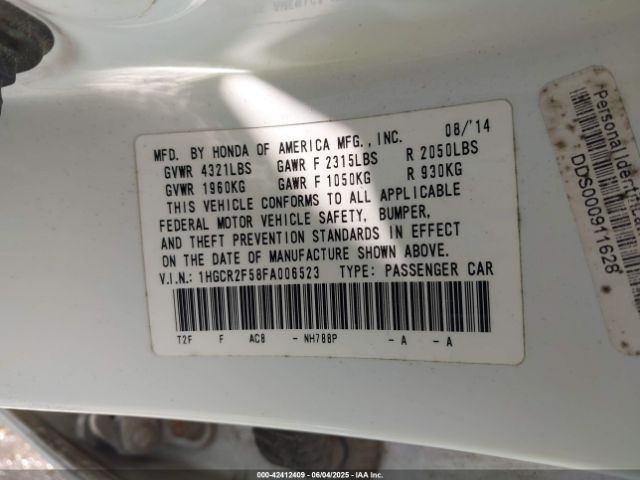 MFD. BY HONDA OF AMERICA MFG., INC. 08/'14
GVWR 4321LBS GAWR F 2315LBS R 2050LBS
GVWR 1960KG GAWR F 1050KG R 930KG
THIS VEHICLE CONFORMS TO ALL APPLICABLE
FEDERAL MOTOR VEHICLE SAFETY, BUMPER,
AND THEFT PREVENTION STANDARDS IN EFFECT
ON THE DATE OF MANUFACTURE SHOWN ABOVE.
V.I.N.: 1HGCR2F58FA006523 TYPE: PASSENGER CAR
T2F F AC8 - NH788P - A - A
"Personal
DDS000911628
00-42412409 | 06/04/2025 | IAA Inc.